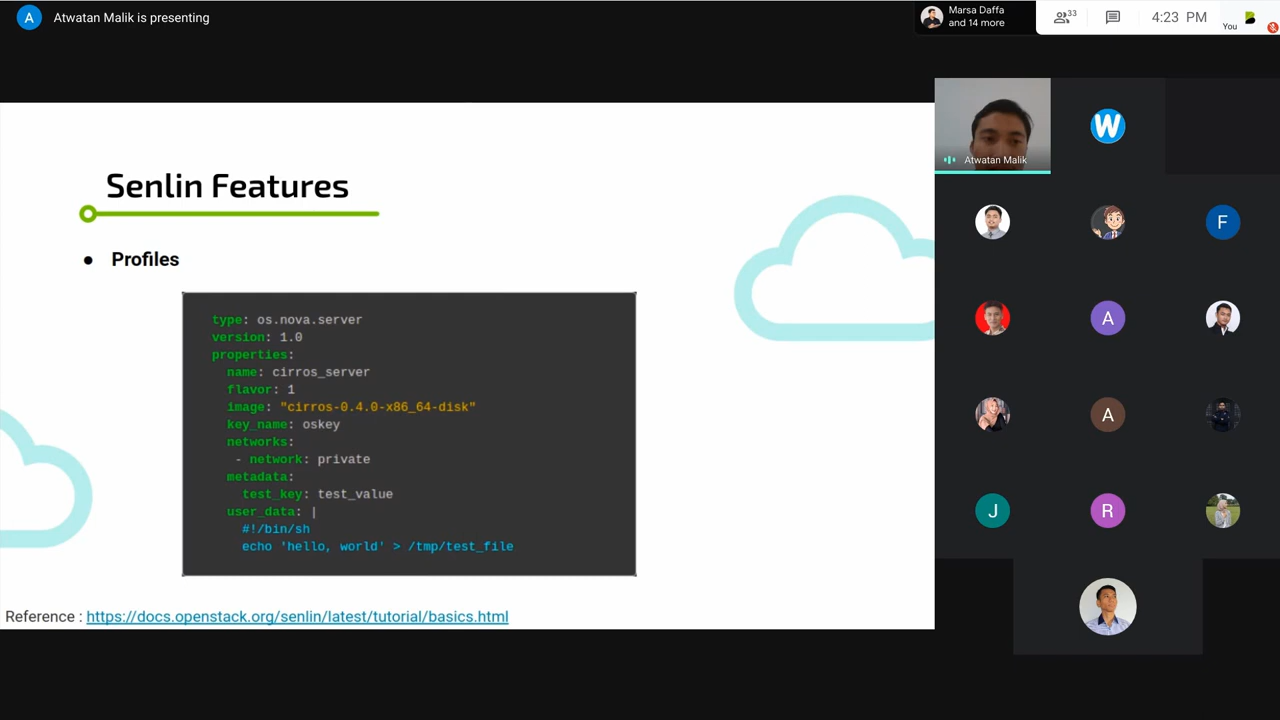 A Atwatan Malik is presenting
Marsa Daffa
and 14 more
33
4:23 PM
You
Senlin Features
● Profiles
type: os.nova.server
version: 1.0
properties:
  name: cirros_server
  flavor: 1
  image: "cirros-0.4.0-x86_64-disk"
  key_name: oskey
  networks:
   - network: private
  metadata:
    test_key: test_value
  user_data: |
    #!/bin/sh
    echo 'hello, world' > /tmp/test_file
Reference : https://docs.openstack.org/senlin/latest/tutorial/basics.html
Atwatan Malik
W
F
A
A
J
R